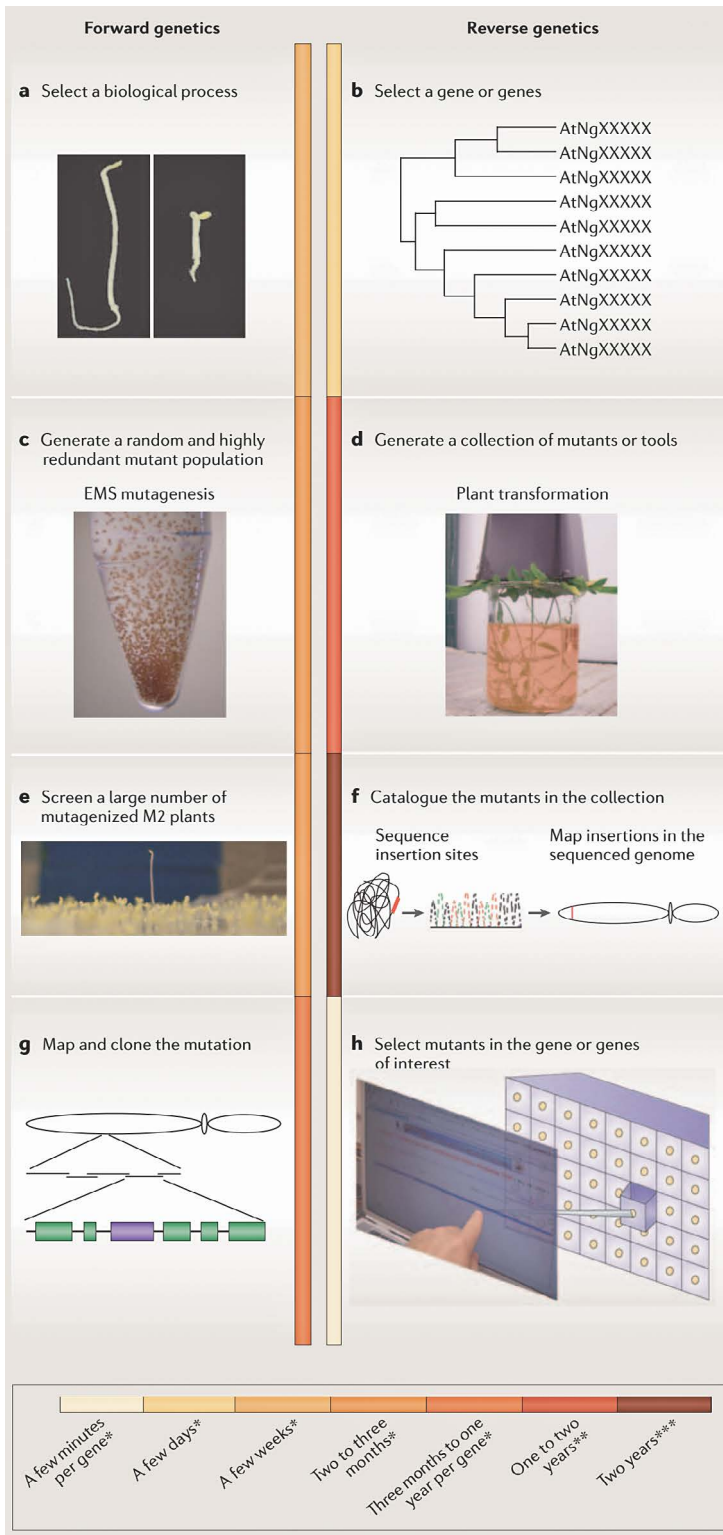 Forward genetics
Reverse genetics
a Select a biological process
b Select a gene or genes
AtNgXXXXX
AtNgXXXXX
AtNgXXXXX
AtNgXXXXX
AtNgXXXXX
AtNgXXXXX
AtNgXXXXX
AtNgXXXXX
AtNgXXXXX
AtNgXXXXX
c Generate a random and highly
redundant mutant population
EMS mutagenesis
d Generate a collection of mutants or tools
Plant transformation
e Screen a large number of
mutagenized M2 plants
f Catalogue the mutants in the collection
Sequence
insertion sites
Map insertions in the
sequenced genome
g Map and clone the mutation
h Select mutants in the gene or genes
of interest
A few minutes
per gene*
A few days*
A few weeks*
Two to three
months*
Three months to one
year per gene*
One to two
years**
Two years***